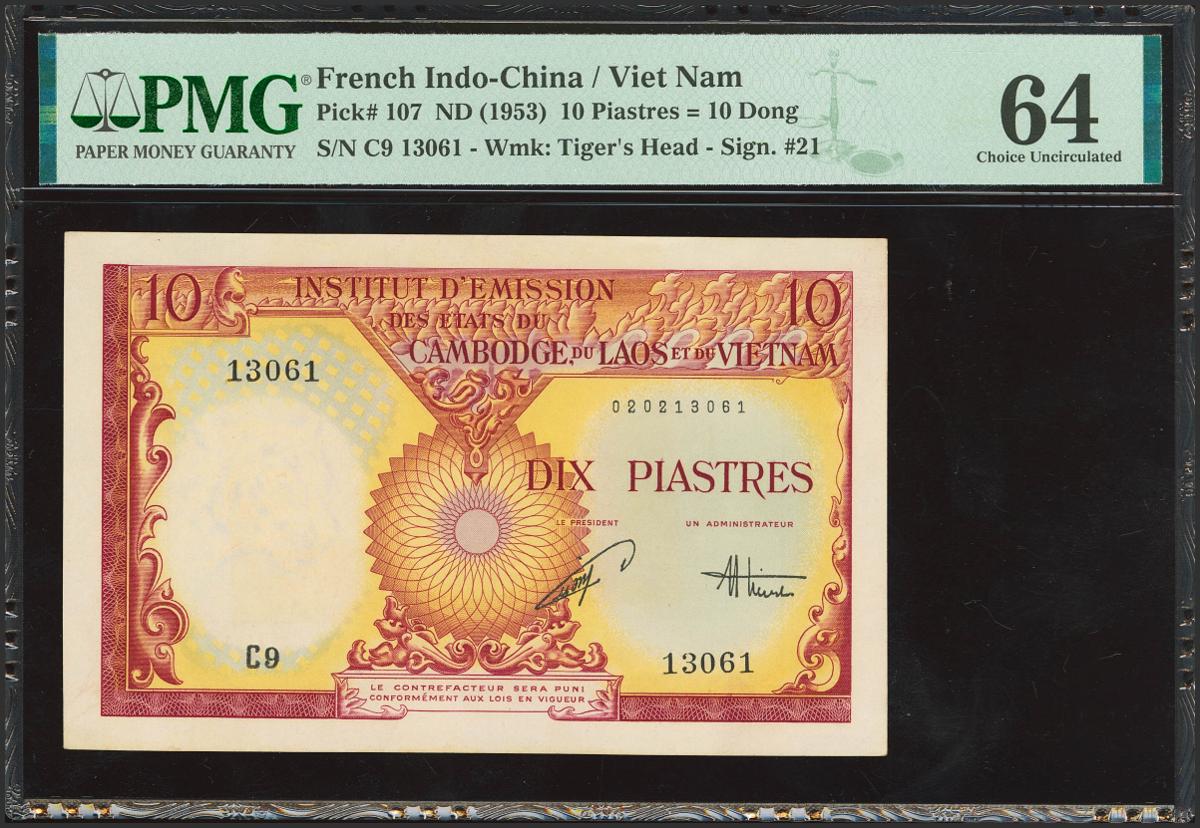 PMG®
PAPER MONEY GUARANTY
French Indo-China / Viet Nam
Pick# 107 ND (1953) 10 Piastres = 10 Dong
S/N C9 13061 - Wmk: Tiger's Head - Sign. #21
64
Choice Uncirculated
10
10
INSTITUT D'EMISSION
DES ETATS DU
CAMBODGE, DU LAOS ET DU VIETNAM
13061
020213061
DIX PIASTRES
LE PRESIDENT
UN ADMINISTRATEUR
C9
13061
LE CONTREFACTEUR SERA PUNI
CONFORMÉMENT AUX LOIS EN VIGUEUR